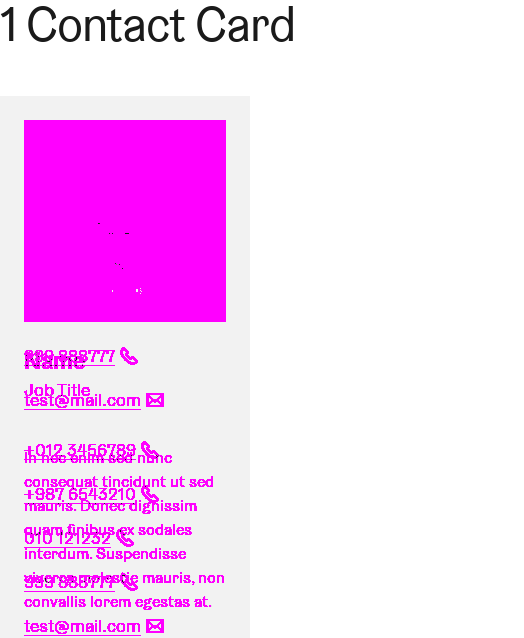 1 Contact Card
999 888777
Name
Job Title
test@mail.com
+012 3456789
In nec enim sed nunc
consequat tincidunt ut sed
+987 6543210
mauris. Donec dignissim
quam finibus ex sodales
010 121232
interdum. Suspendisse
viverra molestie mauris, non
999 888777
convallis lorem egestas at.
test@mail.com